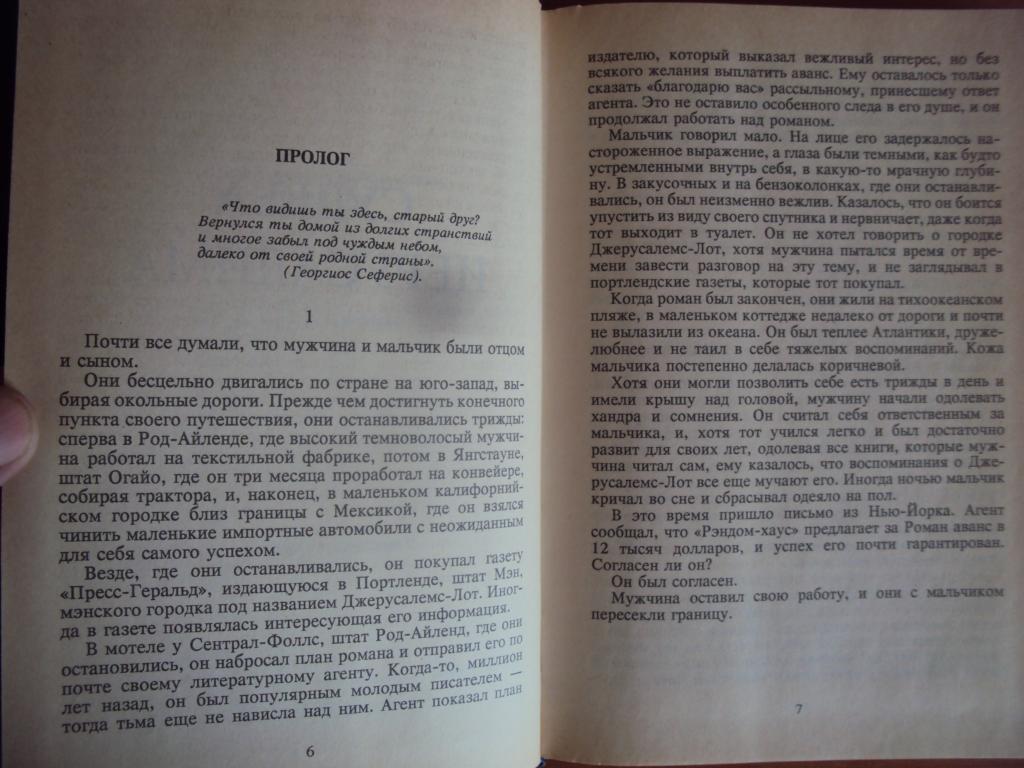 ПРОЛОГ
«Что видишь ты здесь, старый друг?
Вернулся ты домой из долгих странствий
и многое забыл под чуждым небом,
далеко от своей родной страны».
(Георгиос Сеферис).
1
Почти все думали, что мужчина и мальчик были отцом
и сыном.
Они бесцельно двигались по стране на юго-запад, вы-
бирая окольные дороги. Прежде чем достигнуть конечного
пункта своего путешествия, они останавливались трижды:
сперва в Род-Айленде, где высокий темноволосый мужчи-
на работал на текстильной фабрике, потом в Янгстауне,
штат Огайо, где он три месяца проработал на конвейере,
собирая трактора, и, наконец, в маленьком калифорний-
ском городке близ границы с Мексикой, где он взялся
чинить маленькие импортные автомобили с неожиданным
для себя самого успехом.
Везде, где они останавливались, он покупал газету
«Пресс-Геральд», издающуюся в Портленде, штат Мэн,
мэнского городка под названием Джерусалемс-Лот. Иног-
да в газете появлялась интересующая его информация.
В мотеле у Сентрал-Фоллс, штат Род-Айленд, где они
остановились, он набросал план романа и отправил его по
почте своему литературному агенту. Когда-то, миллион
лет назад, он был популярным молодым писателем —
тогда тьма еще не нависла над ним. Агент показал план
6
издателю, который выказал вежливый интерес, но без
всякого желания выплатить аванс. Ему оставалось только
сказать «благодарю вас» рассыльному, принесшему ответ
агента. Это не оставило особенного следа в его душе, и он
продолжал работать над романом.
Мальчик говорил мало. На лице его задержалось на-
стороженное выражение, а глаза были темными, как будто
устремленными внутрь себя, в какую-то мрачную глуби-
ну. В закусочных и на бензоколонках, где они останавли-
вались, он был неизменно вежлив. Казалось, что он боится
упустить из виду своего спутника и нервничает, даже когда
тот выходит в туалет. Он не хотел говорить о городке
Джерусалемс-Лот, хотя мужчина пытался время от вре-
мени завести разговор на эту тему, и не заглядывал в
портлендские газеты, которые тот покупал.
Когда роман был закончен, они жили на тихоокеанском
пляже, в маленьком коттедже недалеко от дороги и почти
не вылазили из океана. Он был теплее Атлантики, друже-
любнее и не таил в себе тяжелых воспоминаний. Кожа
мальчика постепенно делалась коричневой.
Хотя они могли позволить себе есть трижды в день и
имели крышу над головой, мужчину начали одолевать
хандра и сомнения. Он считал себя ответственным за
мальчика, и, хотя тот учился легко и был достаточно
развит для своих лет, одолевая все книги, которые муж-
чина читал сам, ему казалось, что воспоминания о Дже-
русалемс-Лот все еще мучают его. Иногда ночью мальчик
кричал во сне и сбрасывал одеяло на пол.
В это время пришло письмо из Нью-Йорка. Агент
сообщал, что «Рэндом-хаус» предлагает за Роман аванс в
12 тысяч долларов, и успех его почти гарантирован.
Согласен ли он?
Он был согласен.
Мужчина оставил свою работу, и они с мальчиком
пересекли границу.
7